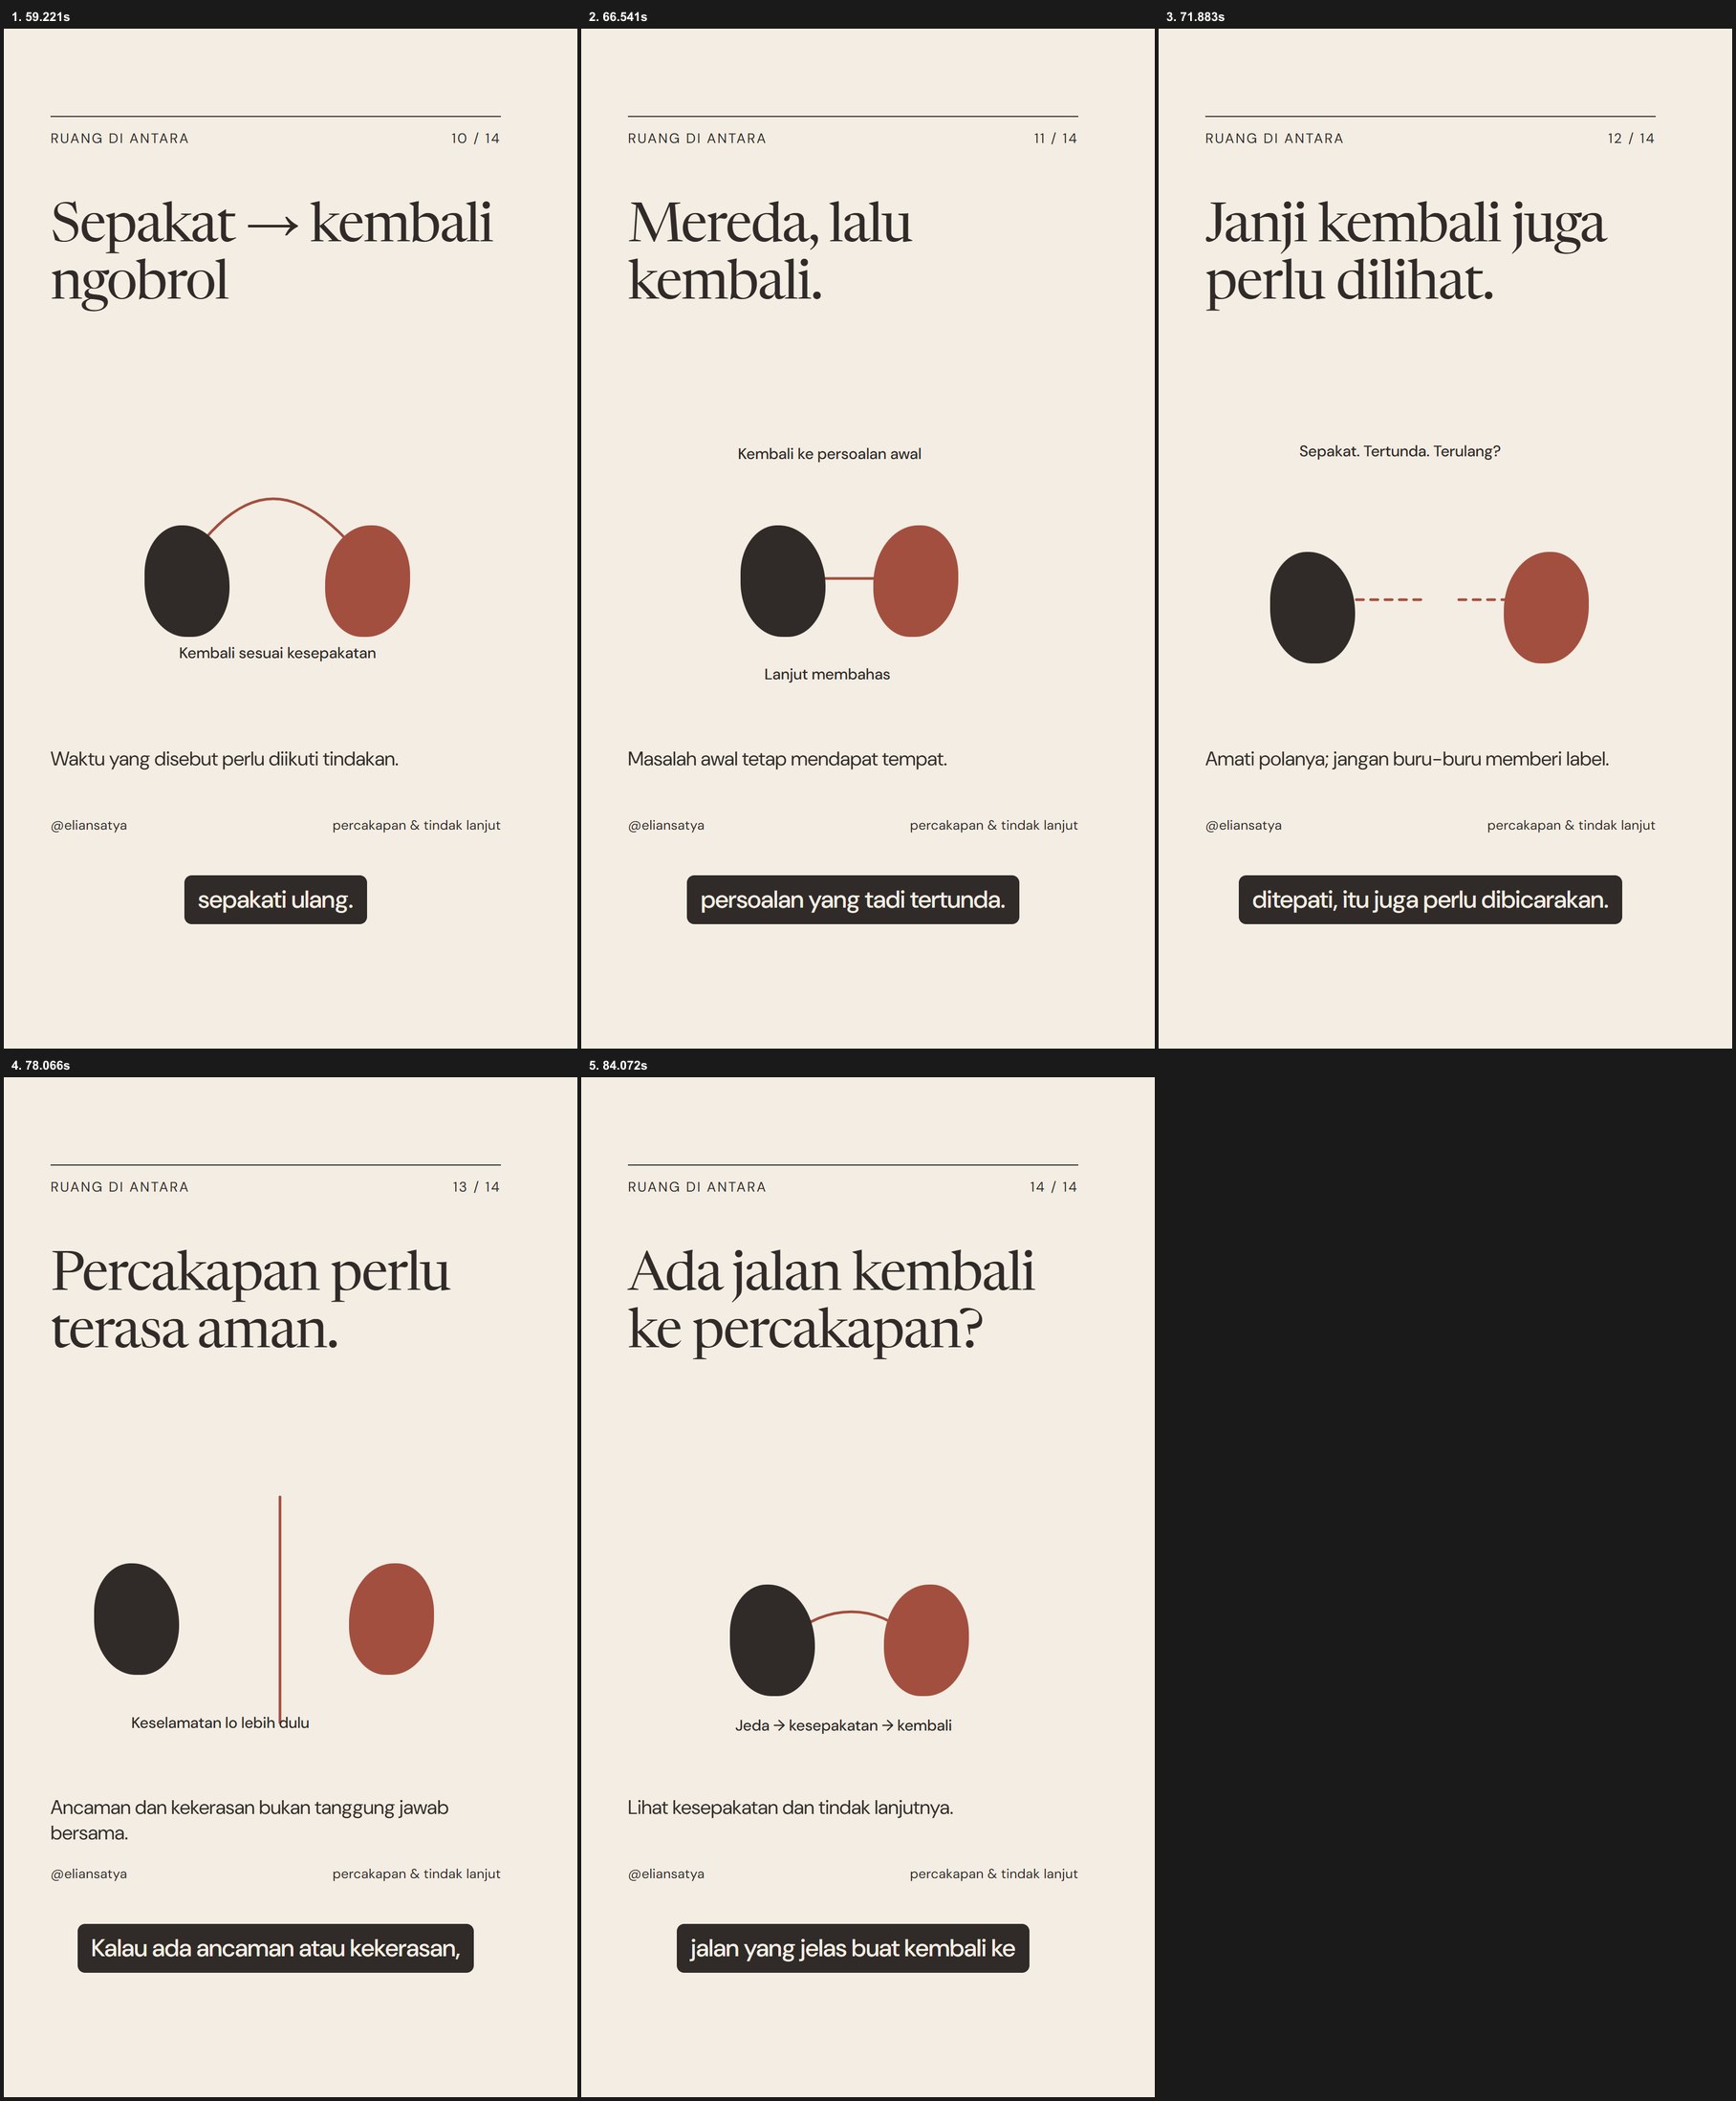 1. 59.221s
RUANG DI ANTARA
10 / 14
Sepakat → kembali
ngobrol
Kembali sesuai kesepakatan
Waktu yang disebut perlu diikuti tindakan.
@eliansatya
percakapan & tindak lanjut
sepakati ulang.
2. 66.541s
RUANG DI ANTARA
11 / 14
Mereda, lalu
kembali.
Kembali ke persoalan awal
Lanjut membahas
Masalah awal tetap mendapat tempat.
@eliansatya
percakapan & tindak lanjut
persoalan yang tadi tertunda.
3. 71.883s
RUANG DI ANTARA
12 / 14
Janji kembali juga
perlu dilihat.
Sepakat. Tertunda. Terulang?
Amati polanya; jangan buru-buru memberi label.
@eliansatya
percakapan & tindak lanjut
ditepati, itu juga perlu dibicarakan.
4. 78.066s
RUANG DI ANTARA
13 / 14
Percakapan perlu
terasa aman.
Keselamatan lo lebih dulu
Ancaman dan kekerasan bukan tanggung jawab
bersama.
@eliansatya
percakapan & tindak lanjut
Kalau ada ancaman atau kekerasan,
5. 84.072s
RUANG DI ANTARA
14 / 14
Ada jalan kembali
ke percakapan?
Jeda → kesepakatan → kembali
Lihat kesepakatan dan tindak lanjutnya.
@eliansatya
percakapan & tindak lanjut
jalan yang jelas buat kembali ke